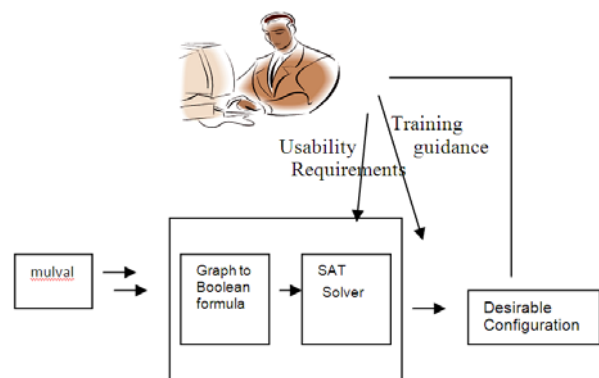 Usability
Requirements
Training
guidance
mulval
Graph to
Boolean
formula
SAT
Solver
Desirable
Configuration